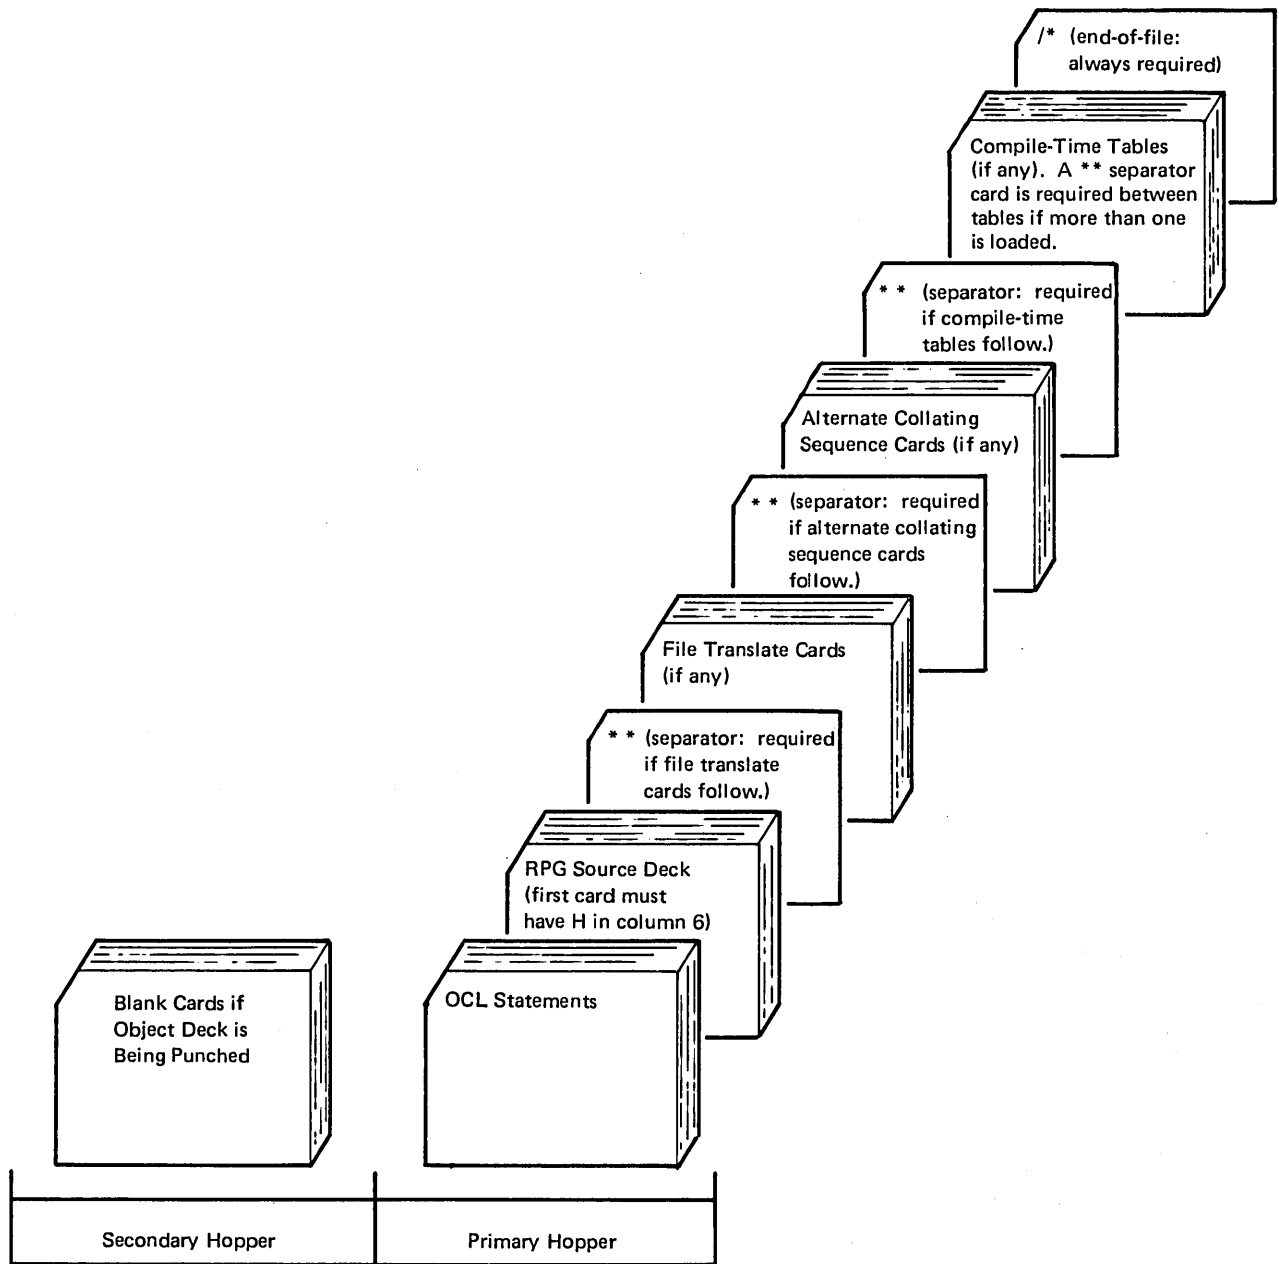 /* (end-of-file:
always required)
Compile-Time Tables
(if any). A ** separator
card is required between
tables if more than one
is loaded.
* * (separator: required
if compile-time
tables follow.)
Alternate Collating
Sequence Cards (if any)
* * (separator: required
if alternate collating
sequence cards
follow.)
File Translate Cards
(if any)
* * (separator: required
if file translate
cards follow.)
RPG Source Deck
(first card must
have H in column 6)
OCL Statements
Blank Cards if
Object Deck is
Being Punched
Secondary Hopper
Primary Hopper